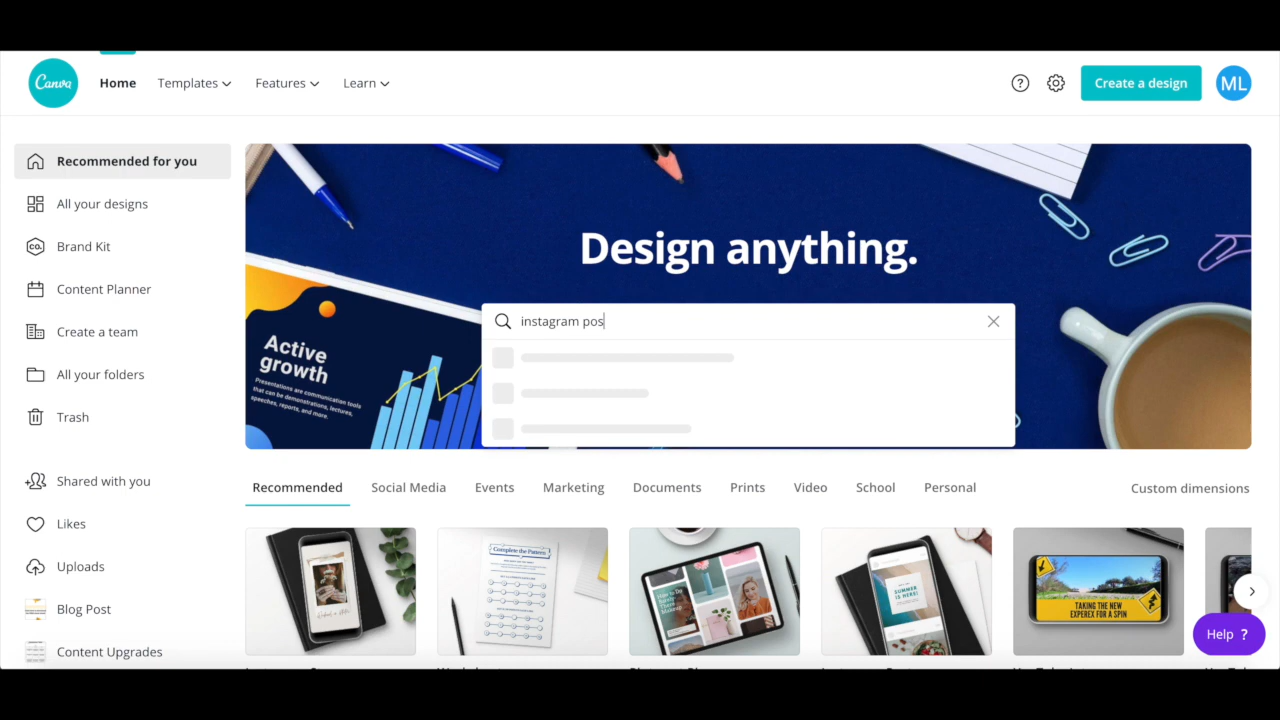 Canva
Home
Templates
Features
Learn
?
Create a design
ML
Recommended for you
All your designs
CO.
Brand Kit
Content Planner
Create a team
All your folders
Trash
Shared with you
Likes
Uploads
Blog Post
Content Upgrades
Design anything.
instagram pos
Active
growth
Presentations are communication tools
that can be demonstrations, lectures,
speeches, reports, and more.
Recommended
Social Media
Events
Marketing
Documents
Prints
Video
School
Personal
Custom dimensions
Complete the Pattern
SUMMER
IS HERE!
TAKING THE NEW
EXPEREX FOR A SPIN
Help ?